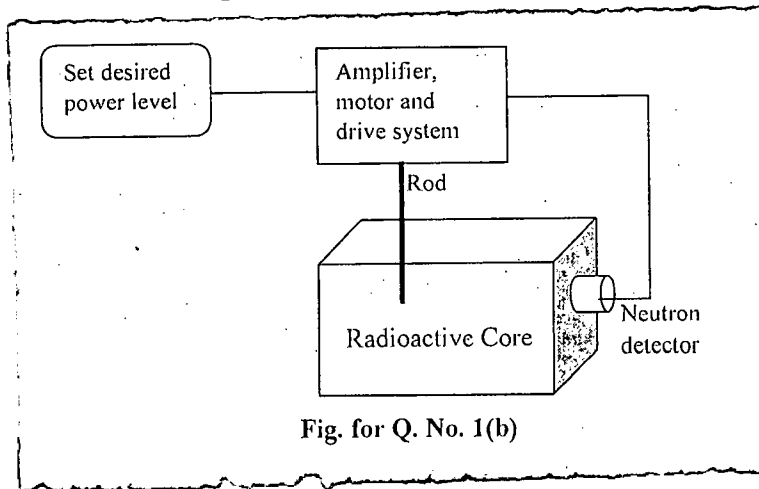 Set desired
power level
Amplifier,
motor and
drive system
Rod
Radioactive Core
Neutron
detector
Fig. for Q. No. 1(b)